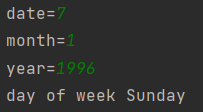 date=7
month=1
year=1996
day of week Sunday